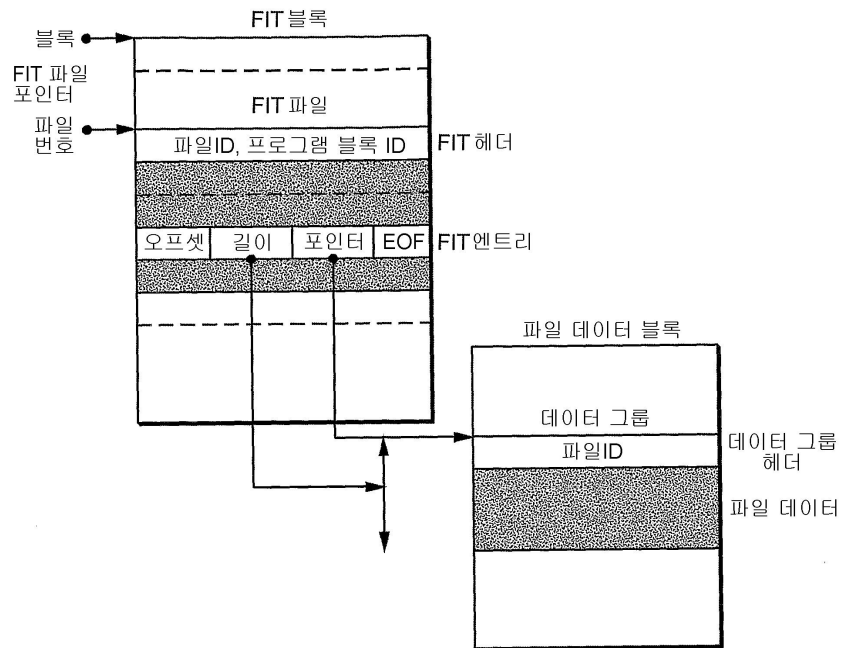 FIT 블록
블록
FIT 파일
포인터
FIT 파일
파일
번호
파일ID, 프로그램 블록 ID
FIT 헤더
오프셋 길이 포인터 EOF
FIT엔트리
파일 데이터 블록
데이터 그룹
파일ID
데이터 그룹
헤더
파일 데이터